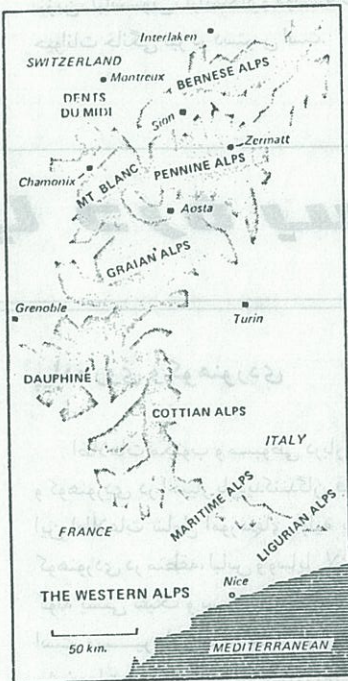 Interlaken
SWITZERLAND
Montreux
BERNESE ALPS
DENTS
DU MIDI
Sion
Zermatt
Chamonix
MT. BLANC
PENNINE ALPS
Aosta
GRAIAN ALPS
Grenoble
Turin
DAUPHINE
COTTIAN ALPS
ITALY
FRANCE
MARITIME ALPS
LIGURIAN ALPS
Nice
THE WESTERN ALPS
50 km.
MEDITERRANEAN